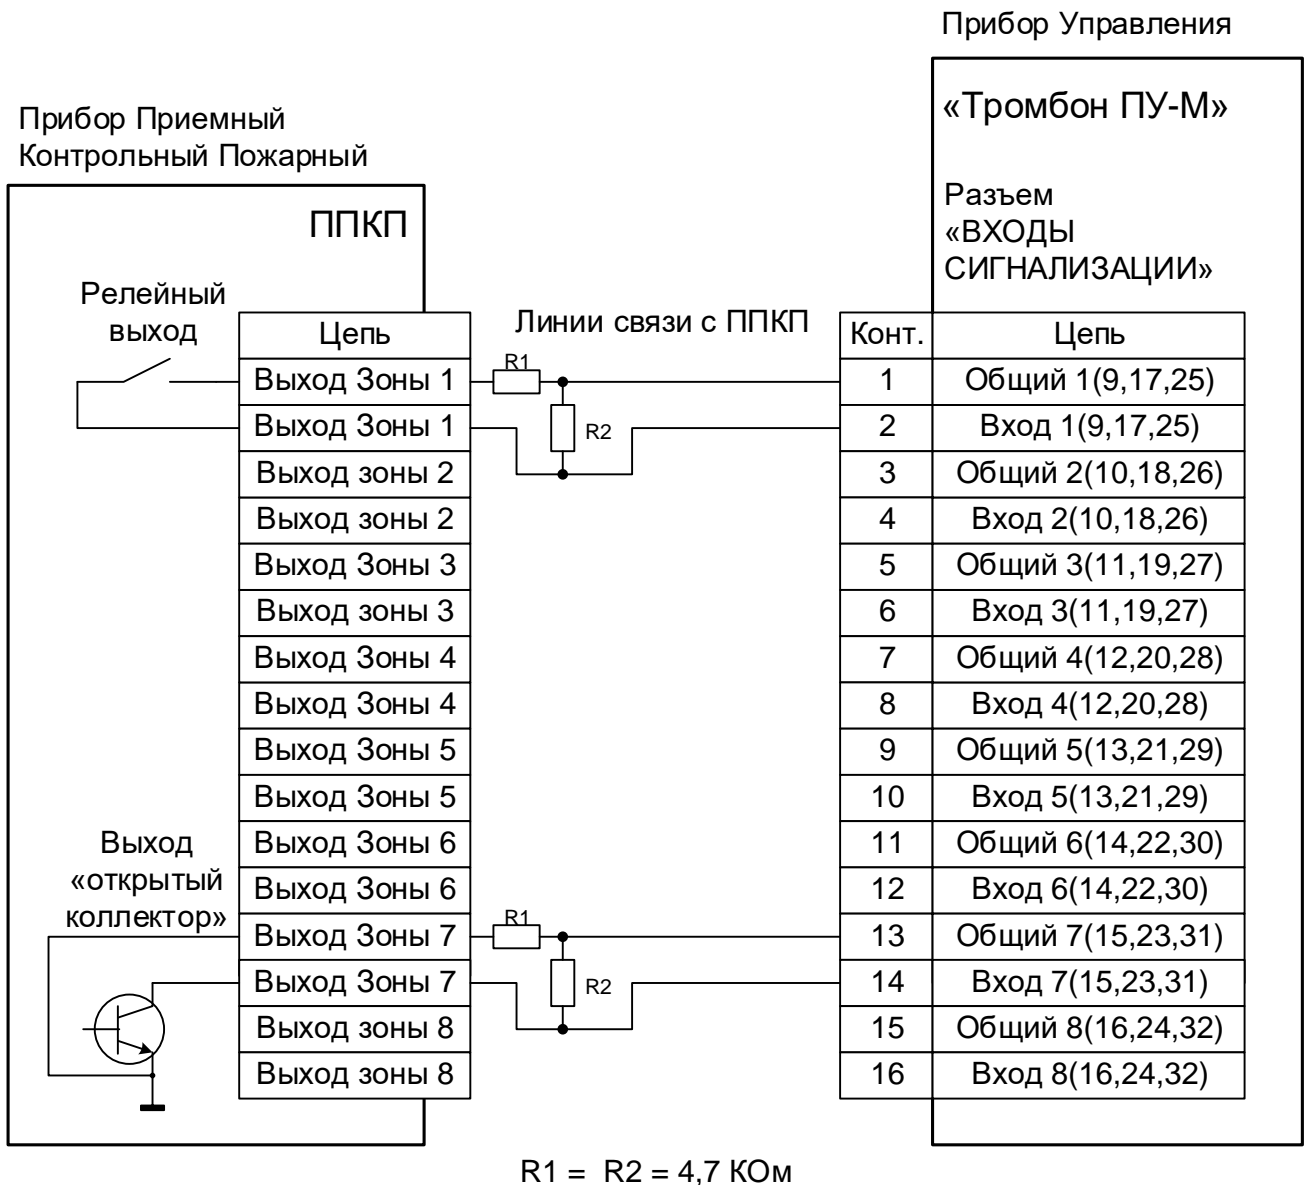 Прибор Управления
«Тромбон ПУ-М»
Прибор Приемный
Контрольный Пожарный
ППКП
Разъем
«ВХОДЫ
СИГНАЛИЗАЦИИ»
Релейный
выход
Линии связи с ППКП
Цепь
Конт.
Цепь
Выход Зоны 1
R1
1
Общий 1(9,17,25)
Выход Зоны 1
R2
2
Вход 1(9,17,25)
Выход зоны 2
3
Общий 2(10,18,26)
Выход зоны 2
4
Вход 2(10,18,26)
Выход Зоны 3
5
Общий 3(11,19,27)
Выход зоны 3
6
Вход 3(11,19,27)
Выход Зоны 4
7
Общий 4(12,20,28)
Выход Зоны 4
8
Вход 4(12,20,28)
Выход Зоны 5
9
Общий 5(13,21,29)
Выход Зоны 5
10
Вход 5(13,21,29)
Выход
«открытый
коллектор»
Выход Зоны 6
11
Общий 6(14,22,30)
Выход Зоны 6
12
Вход 6(14,22,30)
Выход Зоны 7
R1
13
Общий 7(15,23,31)
Выход Зоны 7
R2
14
Вход 7(15,23,31)
Выход зоны 8
15
Общий 8(16,24,32)
Выход зоны 8
16
Вход 8(16,24,32)
R1 = R2 = 4,7 КОм